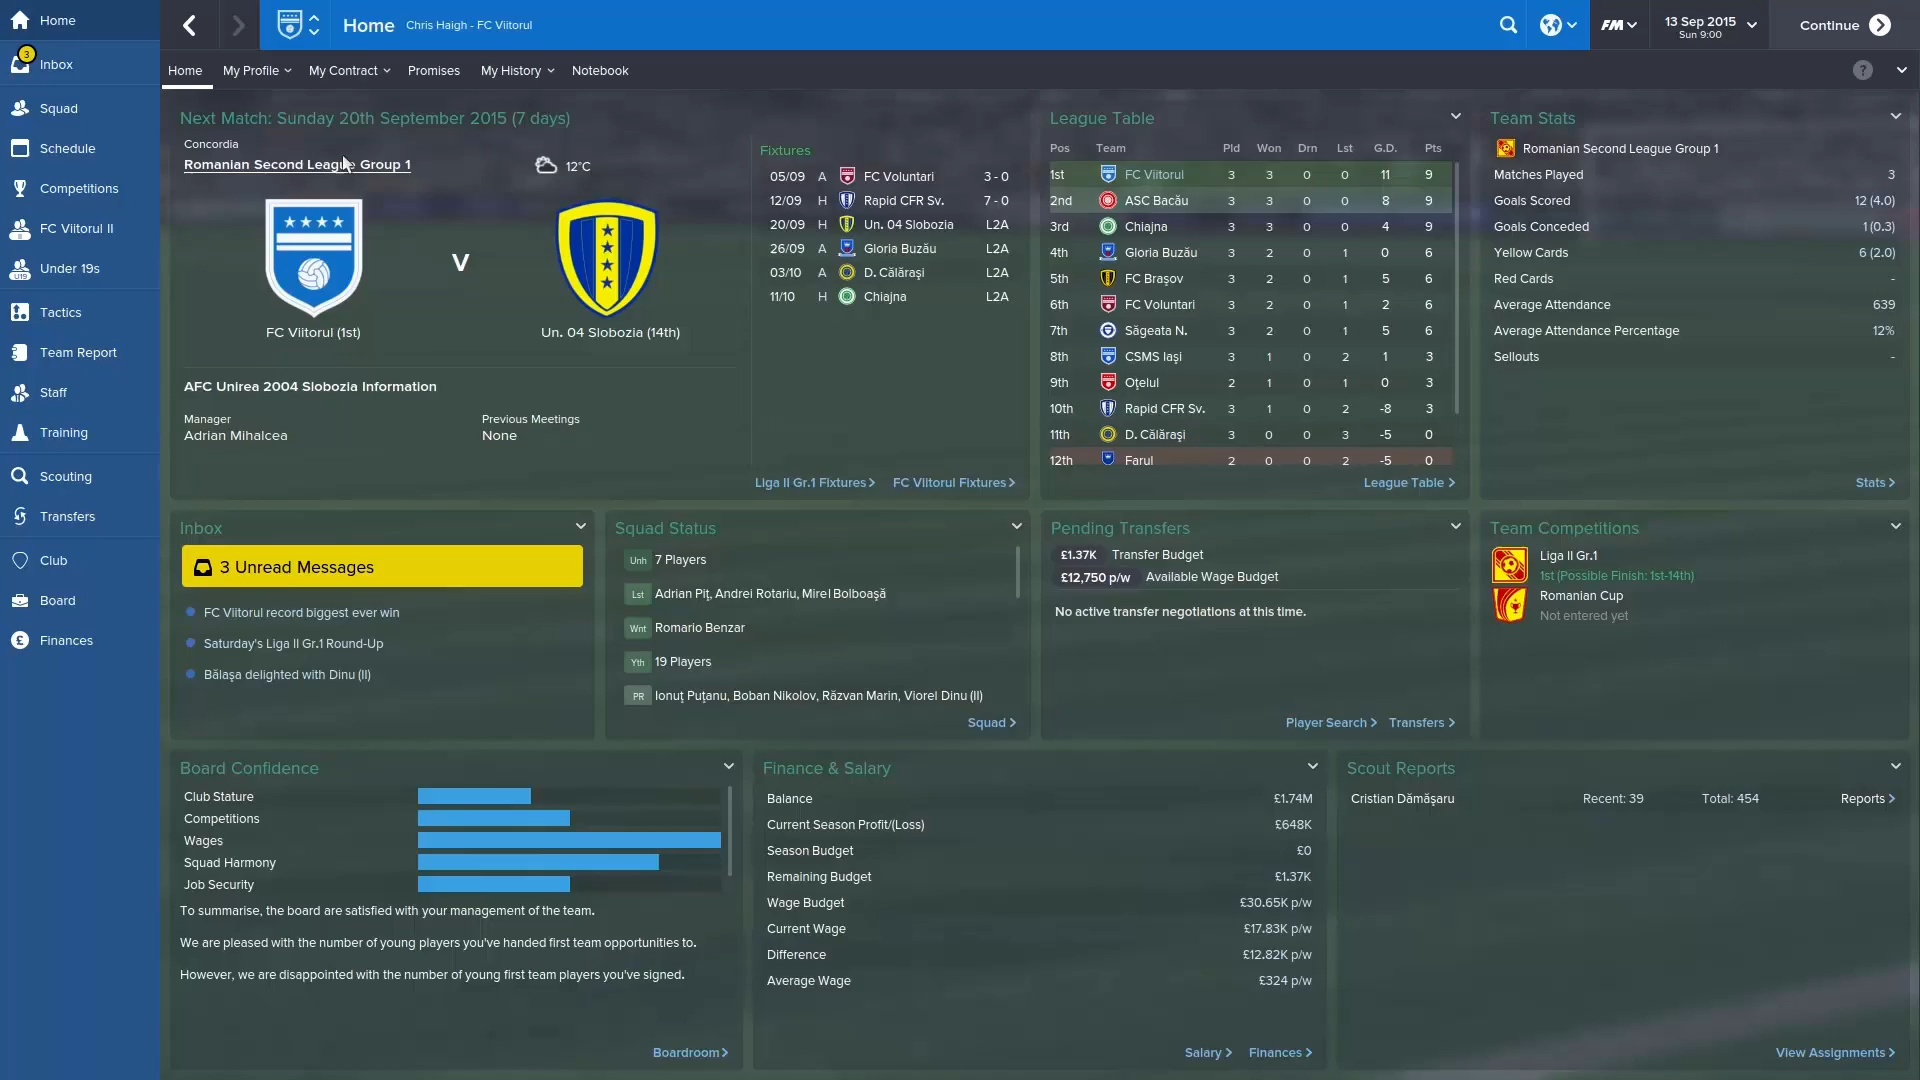 Home
3
Inbox
Squad
Schedule
Competitions
FC Viitorul II
U19
Under 19s
Tactics
Team Report
Staff
Training
Scouting
Transfers
Club
Board
£ Finances
Home Chris Haigh - FC Viitorul
FM
13 Sep 2015
Sun 9:00
Continue
Home My Profile My Contract Promises My History Notebook
?
Next Match: Sunday 20th September 2015 (7 days)
Concordia
Romanian Second League Group 1
12°C
V
FC Viitorul (1st)
Un. 04 Slobozia (14th)
AFC Unirea 2004 Slobozia Information
Manager
Adrian Mihalcea
Previous Meetings
None
Fixtures
05/09 A FC Voluntari 3 - 0
12/09 H Rapid CFR Sv. 7 - 0
20/09 H Un. 04 Slobozia L2A
26/09 A Gloria Buzău L2A
03/10 A D. Călăraşi L2A
11/10 H Chiajna L2A
Liga II Gr.1 Fixtures FC Viitorul Fixtures
League Table
Pos Team Pld Won Drn Lst G.D. Pts
1st FC Viitorul 3 3 0 0 11 9
2nd ASC Bacău 3 3 0 0 8 9
3rd Chiajna 3 3 0 0 4 9
4th Gloria Buzău 3 2 0 1 0 6
5th FC Braşov 3 2 0 1 5 6
6th FC Voluntari 3 2 0 1 2 6
7th Săgeata N. 3 2 0 1 5 6
8th CSMS Iaşi 3 1 0 2 1 3
9th Oţelul 2 1 0 1 0 3
10th Rapid CFR Sv. 3 1 0 2 -8 3
11th D. Călăraşi 3 0 0 3 -5 0
12th Farul 2 0 0 2 -5 0
League Table
Team Stats
Romanian Second League Group 1
Matches Played 3
Goals Scored 12 (4.0)
Goals Conceded 1 (0.3)
Yellow Cards 6 (2.0)
Red Cards -
Average Attendance 639
Average Attendance Percentage 12%
Sellouts -
Stats
Inbox
3 Unread Messages
FC Viitorul record biggest ever win
Saturday's Liga II Gr.1 Round-Up
Bălaşa delighted with Dinu (II)
Squad Status
Unh 7 Players
Lst Adrian Piţ, Andrei Rotariu, Mirel Bolboaşă
Wnt Romario Benzar
Yth 19 Players
PR Ionuţ Puţanu, Boban Nikolov, Răzvan Marin, Viorel Dinu (II)
Squad
Pending Transfers
£1.37K Transfer Budget
£12,750 p/w Available Wage Budget
No active transfer negotiations at this time.
Player Search Transfers
Team Competitions
Liga II Gr.1
1st (Possible Finish: 1st-14th)
Romanian Cup
Not entered yet
Board Confidence
Club Stature
Competitions
Wages
Squad Harmony
Job Security
To summarise, the board are satisfied with your management of the team.
We are pleased with the number of young players you've handed first team opportunities to.
However, we are disappointed with the number of young first team players you've signed.
Boardroom
Finance & Salary
Balance £1.74M
Current Season Profit/(Loss) £648K
Season Budget £0
Remaining Budget £1.37K
Wage Budget £30.65K p/w
Current Wage £17.83K p/w
Difference £12.82K p/w
Average Wage £324 p/w
Salary Finances
Scout Reports
Cristian Dămăşaru Recent: 39 Total: 454 Reports
View Assignments